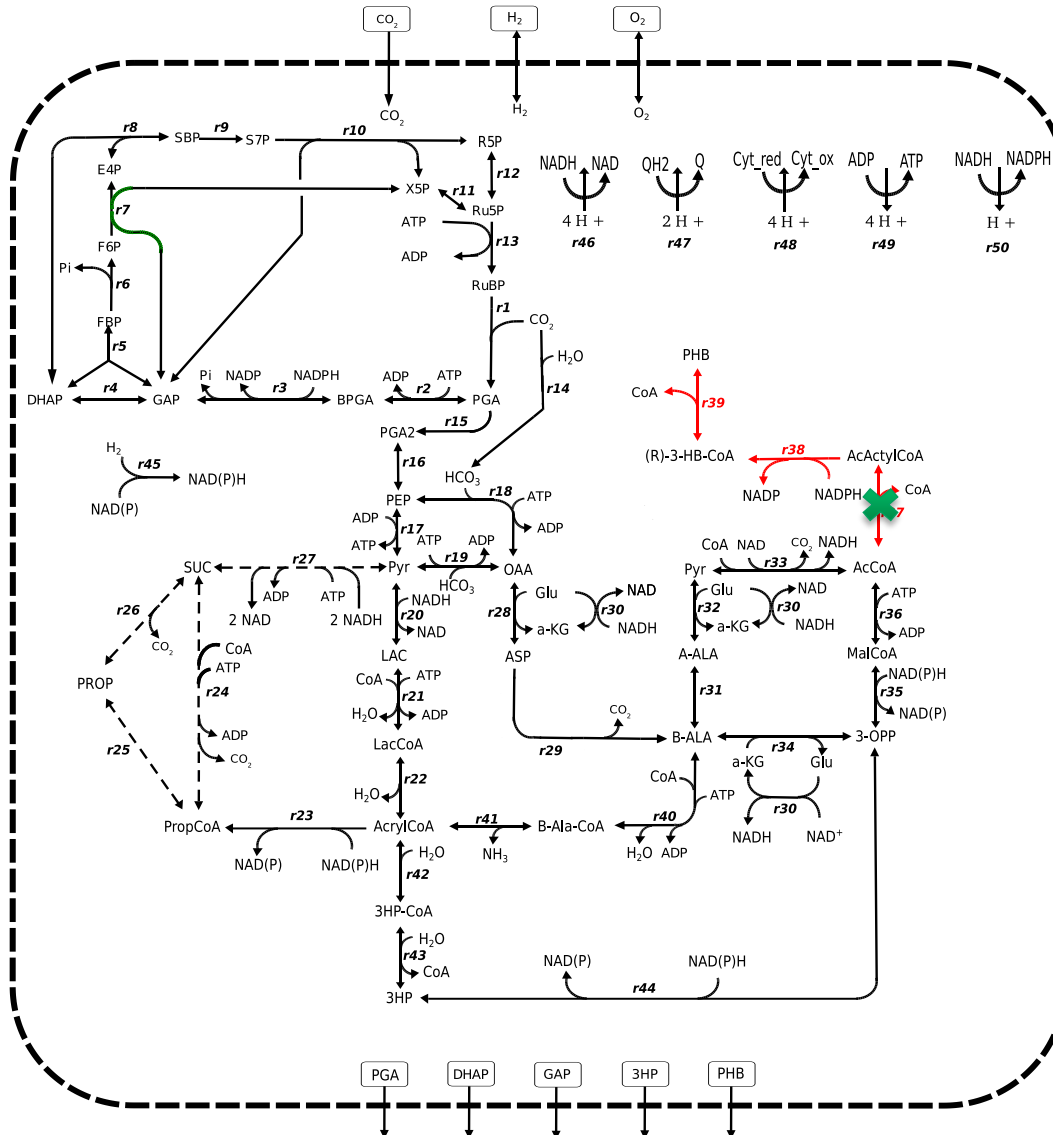 CO2 H2 O2
CO2 H2 O2
r8 SBP r9 S7P r10 R5P
E4P
r7 X5P r11 r12
Ru5P
ATP
r13
ADP
F6P
Pi r6
RuBP
FBP
r5
r1
CO2
NADH NAD QH2 Q Cyt_red Cyt_ox ADP ATP NADH NADPH
4 H + 2 H + 4 H + 4 H + H +
r46 r47 r48 r49 r50
H2O
r14
DHAP r4 GAP Pi NADP r3 NADPH BPGA ADP r2 ATP PGA
r15
PGA2
r16
H2 r45 NAD(P)H
NAD(P)
HCO3
PEP r18 ATP
ADP
ADP r17
ATP
PHB
CoA r39
(R)-3-HB-CoA r38 AcActylCoA
NADP NADPH
CoA
7
SUC r27 Pyr ATP r19 ADP OAA
HCO3
ADP ATP
2 NAD 2 NADH
r26
CO2
PROP
r25
CoA
ATP
r24
ADP
CO2
PropCoA
NADH
r20
NAD
LAC
CoA ATP
r21
H2O ADP
LacCoA
r22
H2O
r28 Glu NAD
r30
a-KG NADH
ASP
CO2
r29
Pyr CoA NAD r33 CO2 NADH AcCoA
r32 Glu NAD
r30
a-KG NADH
A-ALA
r31
ATP
r36
ADP
MalCoA
NAD(P)H
r35
NAD(P)
B-ALA r34 3-OPP
a-KG Glu
r30
NADH NAD+
CoA
ATP
r40
H2O ADP
r23 AcrylCoA r41 B-Ala-CoA
NAD(P) NAD(P)H NH3
H2O
r42
3HP-CoA
H2O
r43
CoA
3HP
NAD(P) r44 NAD(P)H
PGA DHAP GAP 3HP PHB